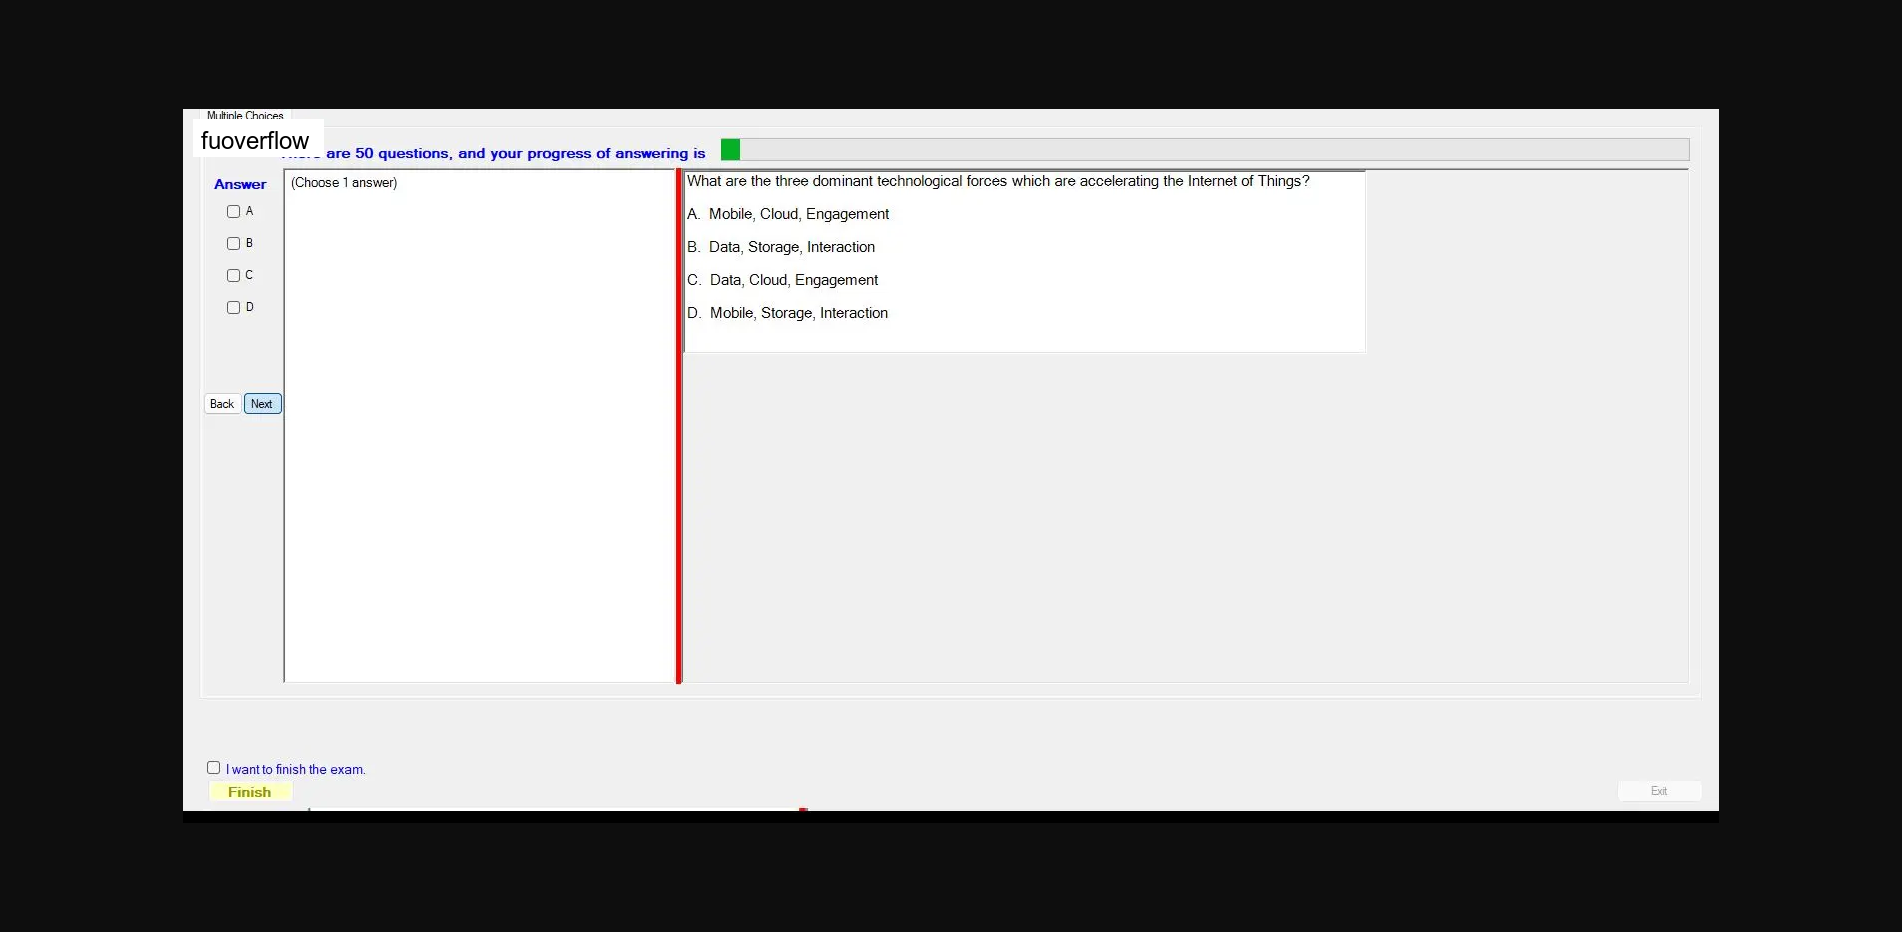 Multiple Choices
fuoverflow
are 50 questions, and your progress of answering is
Answer
(Choose 1 answer)
A
B
C
D
Back
Next
What are the three dominant technological forces which are accelerating the Internet of Things?
A. Mobile, Cloud, Engagement
B. Data, Storage, Interaction
C. Data, Cloud, Engagement
D. Mobile, Storage, Interaction
I want to finish the exam.
Finish
Exit